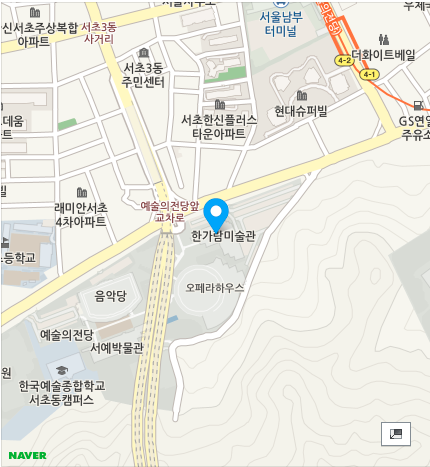 신서초주상복합
아파트
서초3동
사거리
서울남부
터미널
우체국
더화이트베일
4-2
4-1
서초3동
주민센터
서초한신플러스
타운아파트
현대슈퍼빌
GS연일
주유소
데움
트
래미안서초
4차아파트
예술의전당앞
교차로
한가람미술관
등학교
음악당
오페라하우스
예술의전당
서예박물관
원
한국예술종합학교
서초동캠퍼스
NAVER